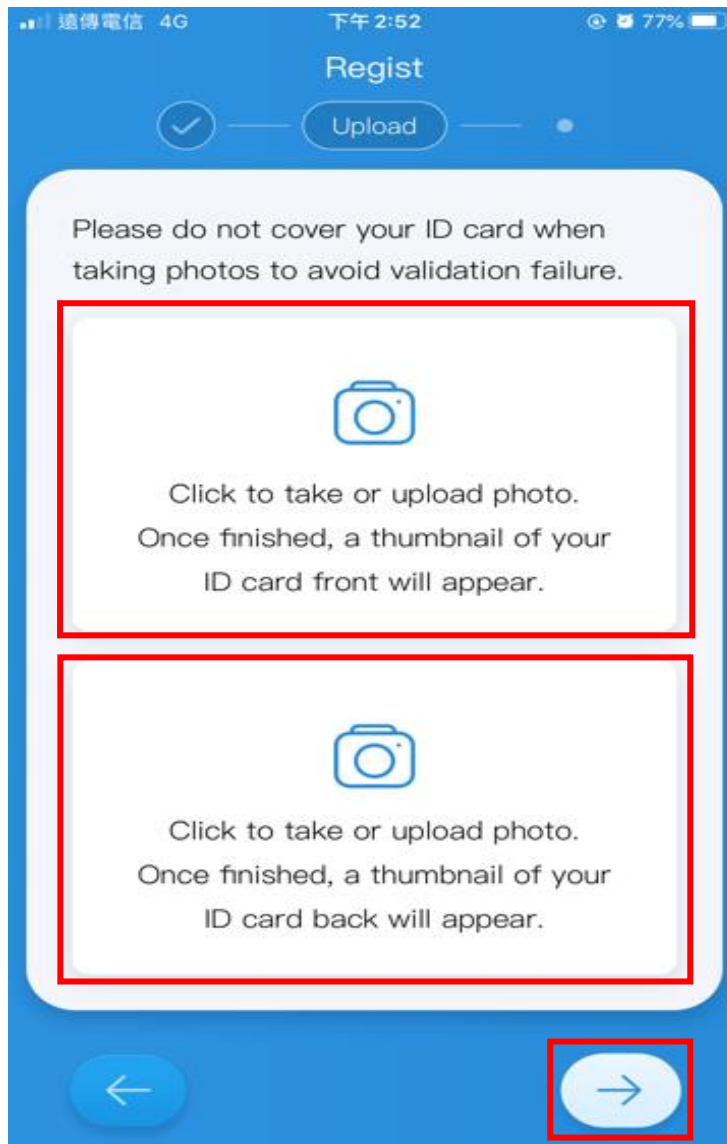 遠傳電信 4G 下午 2:52 77%
Regist
Upload
Please do not cover your ID card when
taking photos to avoid validation failure.
Click to take or upload photo.
Once finished, a thumbnail of your
ID card front will appear.
Click to take or upload photo.
Once finished, a thumbnail of your
ID card back will appear.